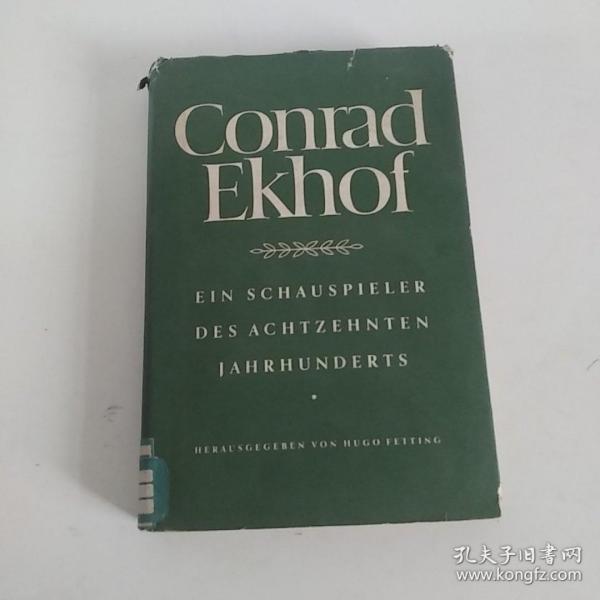 Conrad
Ekhof
EIN SCHAUSPIELER
DES ACHTZEHNTEN
JAHRHUNDERTS
HERAUSGEGEBEN VON HUGO FETTING
孔夫子旧书网
www.kongfz.com